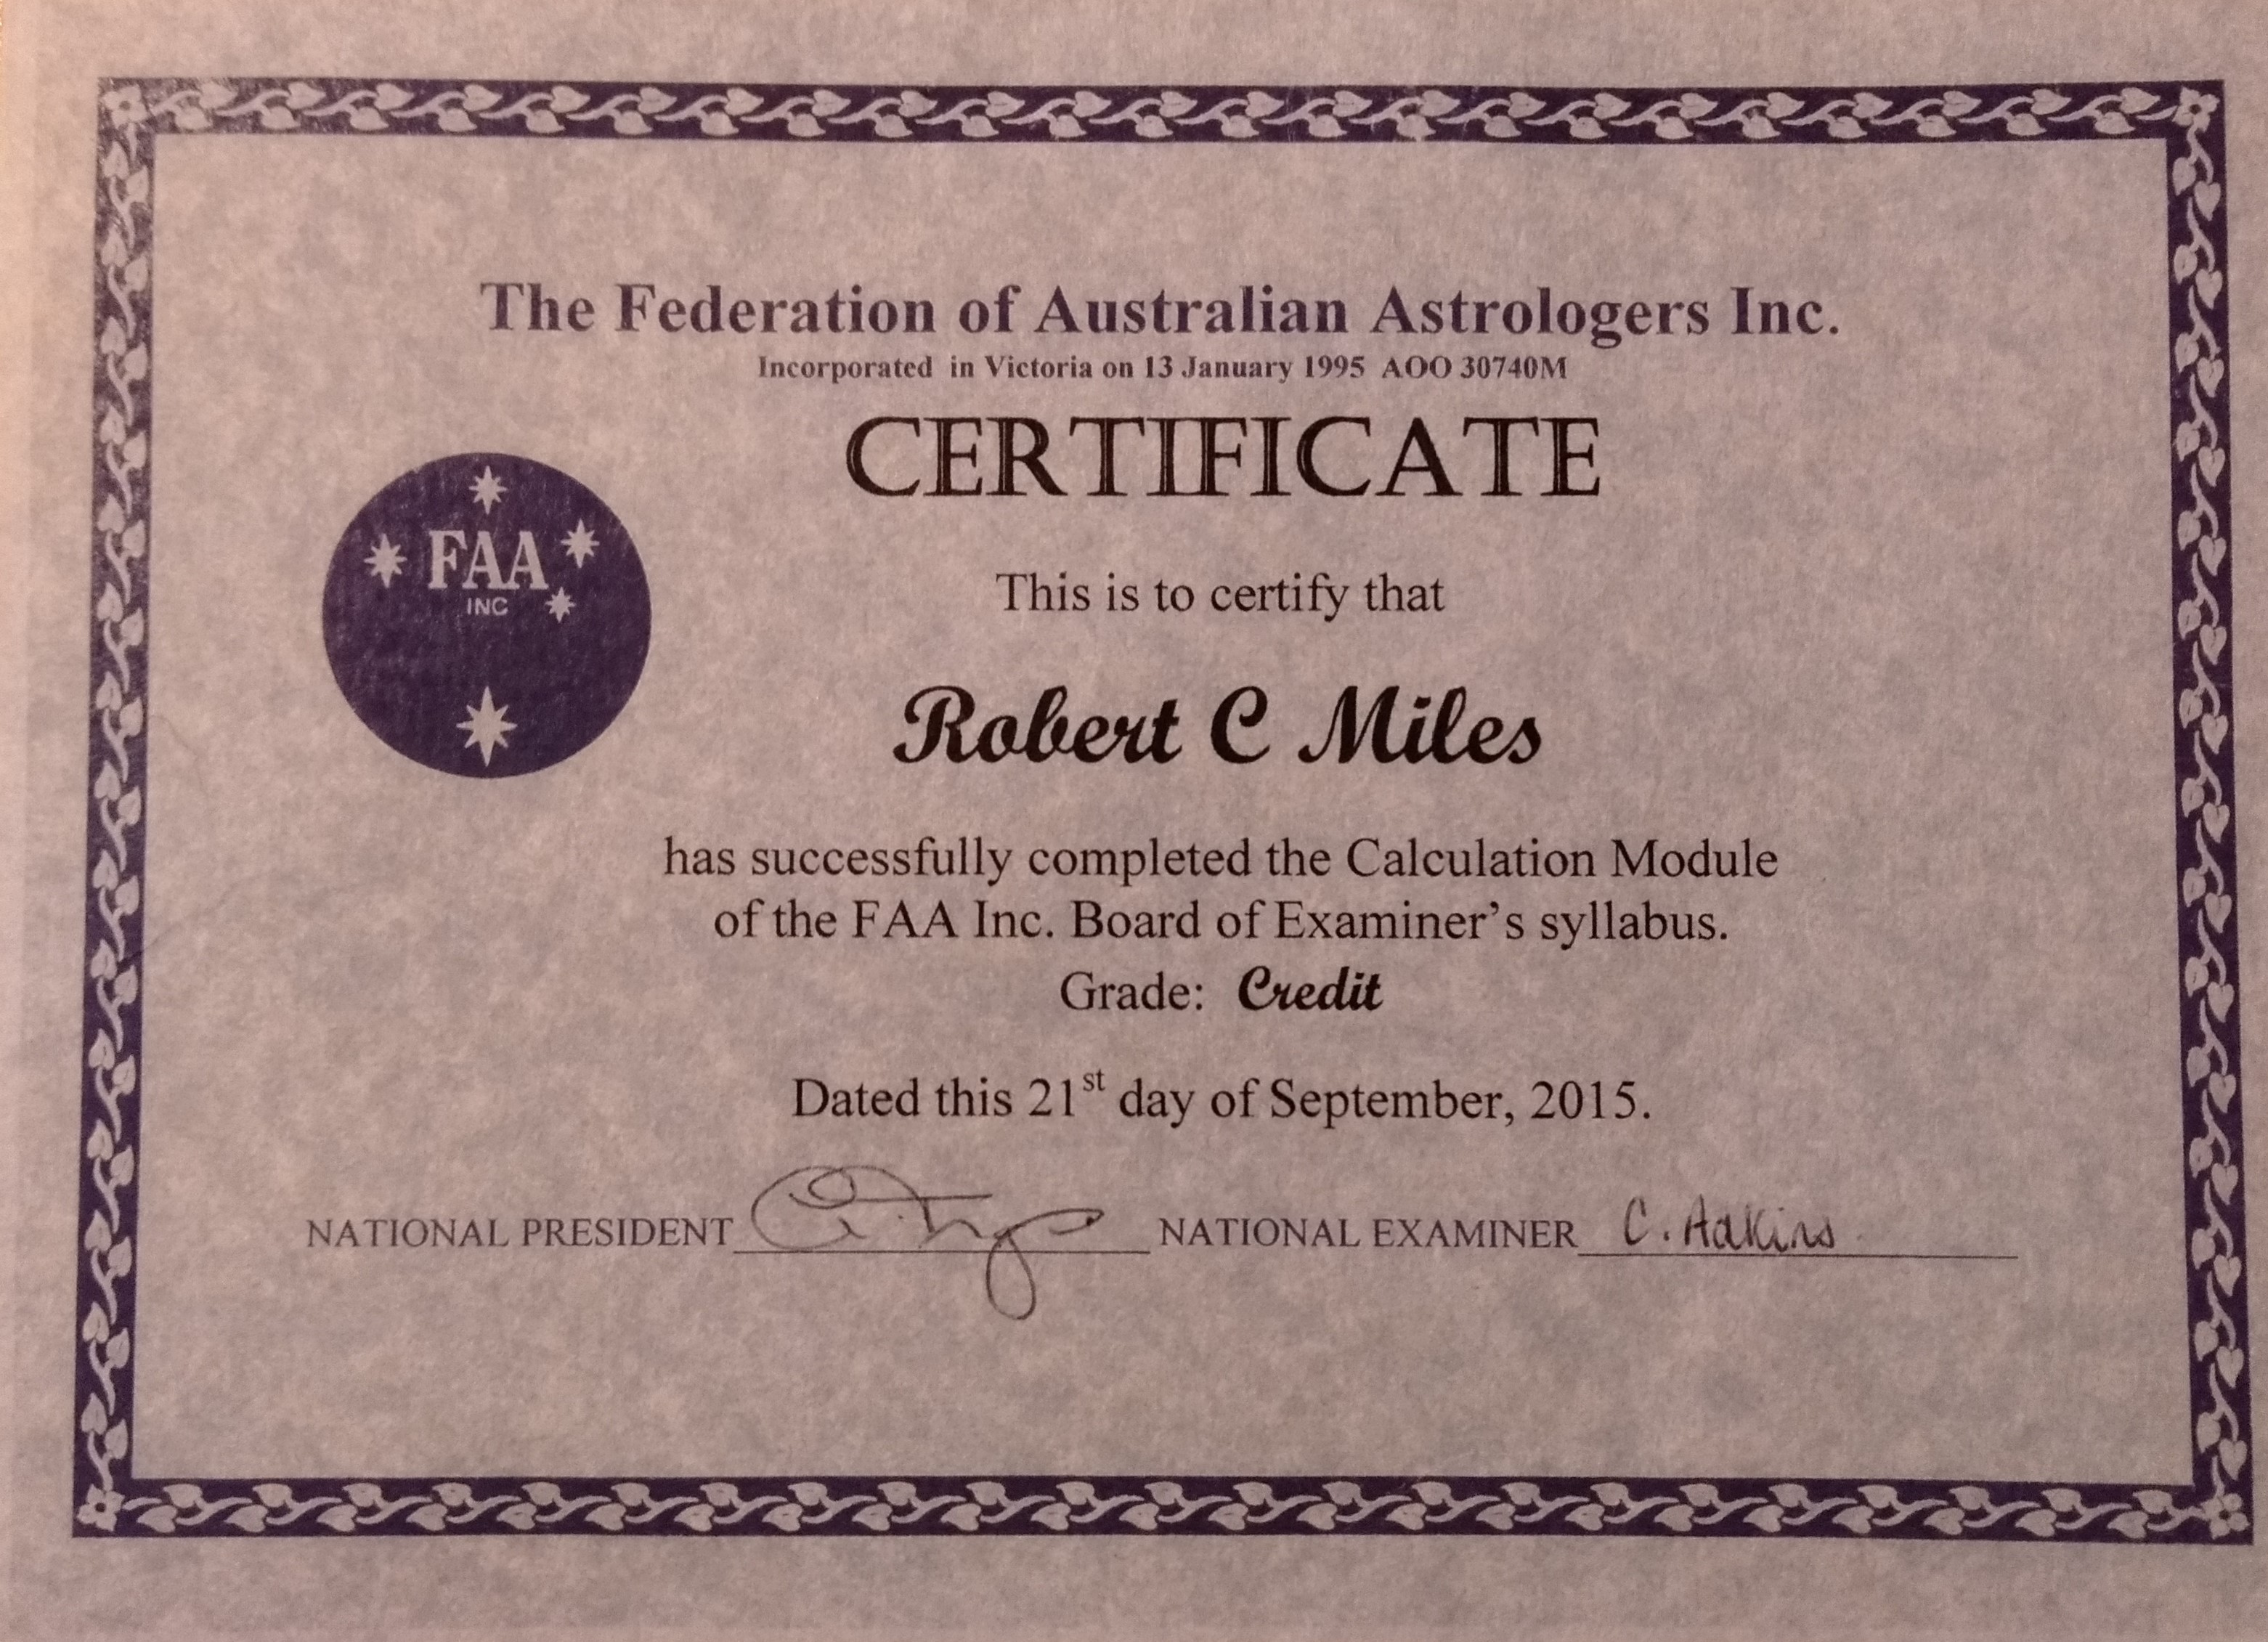 The Federation of Australian Astrologers Inc.
Incorporated in Victoria on 13 January 1995 AOO 30740M
CERTIFICATE
FAA
INC
This is to certify that
Robert C Miles
has successfully completed the Calculation Module
of the FAA Inc. Board of Examiner’s syllabus.
Grade: Credit
Dated this 21st day of September, 2015.
NATIONAL PRESIDENT NATIONAL EXAMINER C. Adkins